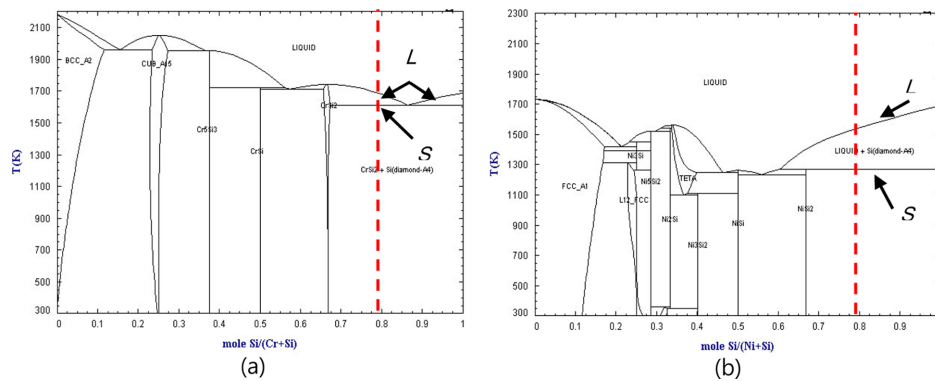 2100
1900
1700
1500
1300
1100
900
700
500
300
T(K)
LIQUID
L
BCC_A2
CUB_A15
CrSi2
Cr5Si3
S
CrSi
CrSi2 + Si(diamond-A4)
0 0.1 0.2 0.3 0.4 0.5 0.6 0.7 0.8 0.9 1
mole Si/(Cr+Si)
(a)
2300
2100
1900
1700
1500
1300
1100
900
700
500
300
T(K)
LIQUID
L
LIQUID + Si(diamond-A4)
Ni3Si
FCC_A1
Ni5Si2
TETA
S
L12_FCC
NiSi2
Ni2Si
NiSi
Ni3Si2
0.0 0.1 0.2 0.3 0.4 0.5 0.6 0.7 0.8 0.9
mole Si/(Ni+Si)
(b)